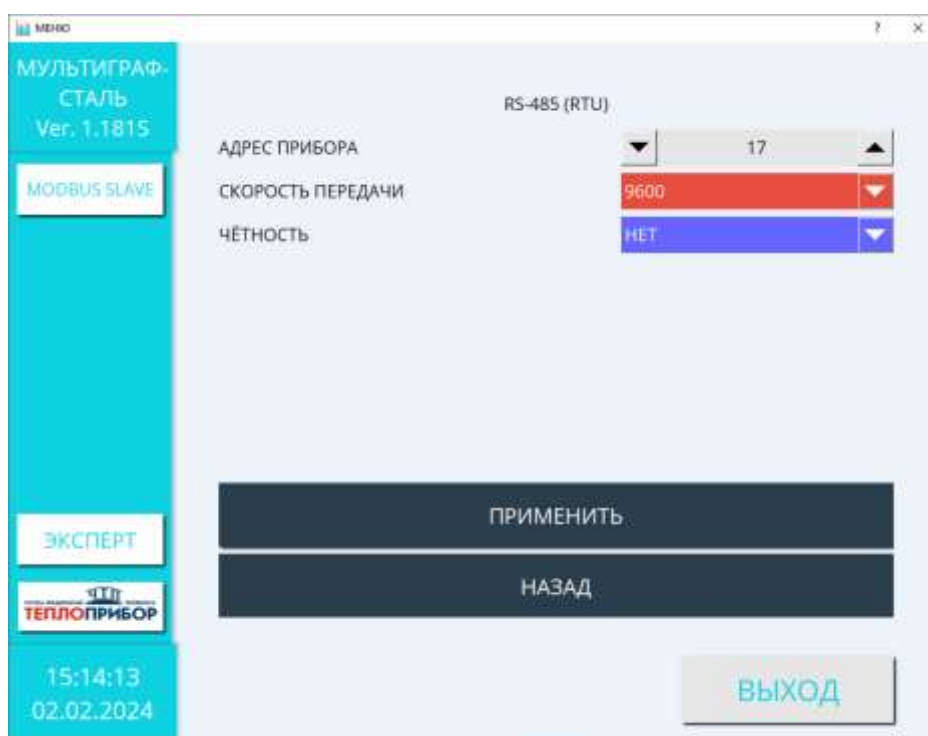 МЕНЮ
? ×
МУЛЬТИГРАФ-
СТАЛЬ
Ver. 1.1815
MODBUS SLAVE
RS-485 (RTU)
АДРЕС ПРИБОРА 17
СКОРОСТЬ ПЕРЕДАЧИ 9600
ЧЁТНОСТЬ НЕТ
ПРИМЕНИТЬ
НАЗАД
ЭКСПЕРТ
ТЕПЛОПРИБОР
15:14:13
02.02.2024
ВЫХОД